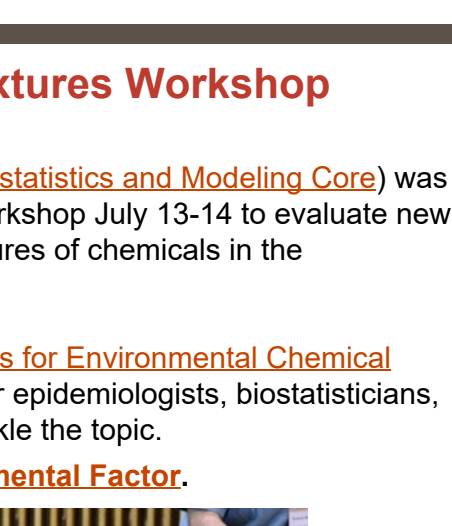 xtures Workshop
statistics and Modeling Core) was
rkshop July 13-14 to evaluate new
ures of chemicals in the
s for Environmental Chemical
r epidemiologists, biostatisticians,
kle the topic.
mental Factor.